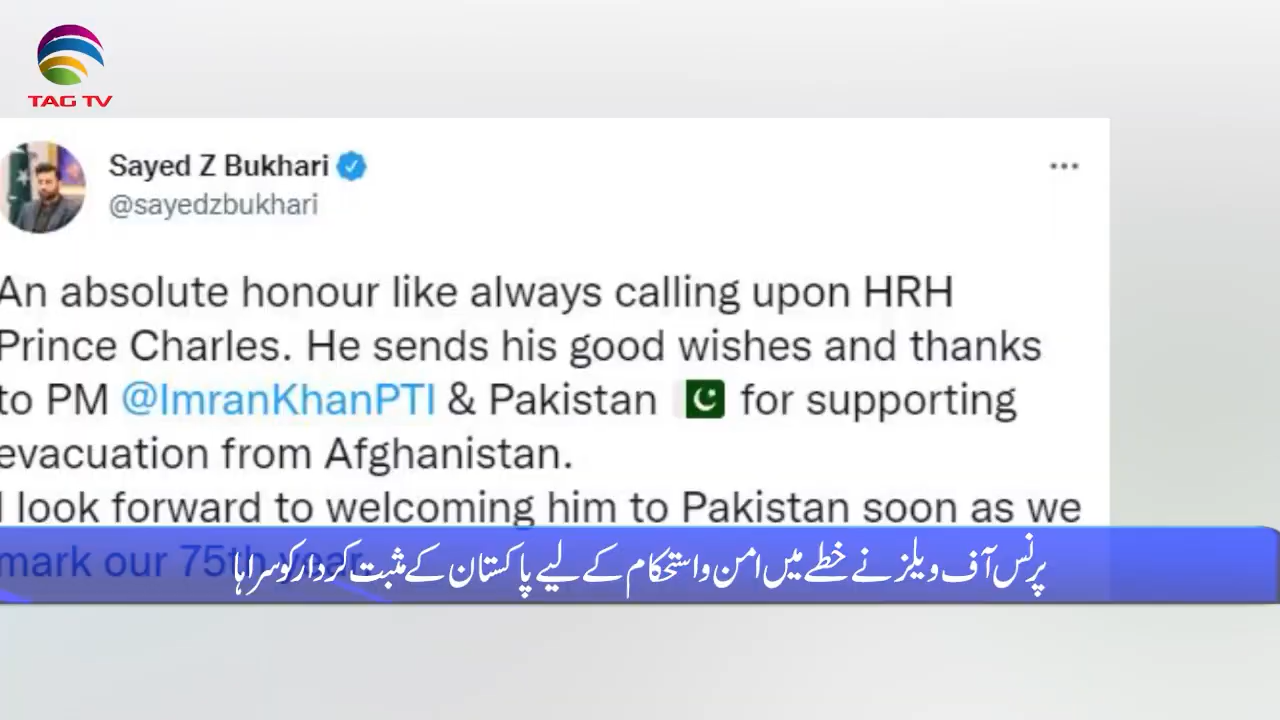 TAG TV
Sayed Z Bukhari
@sayedzbukhari
An absolute honour like always calling upon HRH
Prince Charles. He sends his good wishes and thanks
to PM @ImranKhanPTI & Pakistan 🇵🇰 for supporting
evacuation from Afghanistan.
I look forward to welcoming him to Pakistan soon as we
mark our 75th year.
پرنس آف ویلز نے خطے میں امن و استحکام کے لیے پاکستان کے مثبت کردار کو سراہا